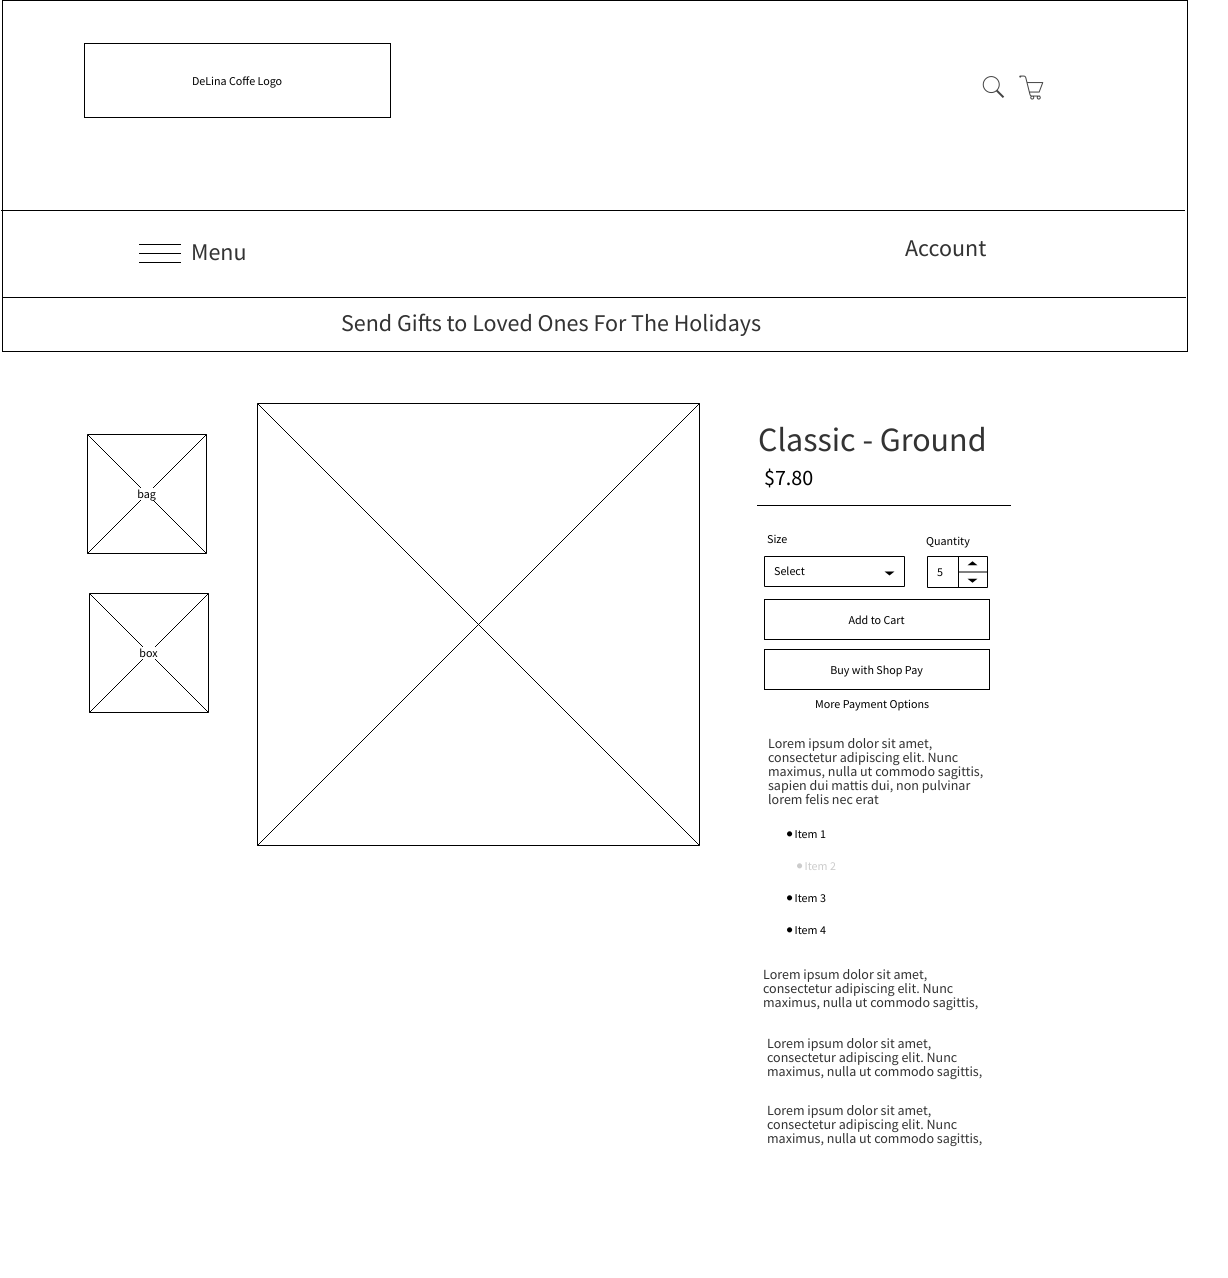 DeLina Coffe Logo
Menu
Account
Send Gifts to Loved Ones For The Holidays
bag
box
Classic - Ground
$7.80
Size
Quantity
Select
5
Add to Cart
Buy with Shop Pay
More Payment Options
Lorem ipsum dolor sit amet,
consectetur adipiscing elit. Nunc
maximus, nulla ut commodo sagittis,
sapien dui mattis dui, non pulvinar
lorem felis nec erat
Item 1
Item 2
Item 3
Item 4
Lorem ipsum dolor sit amet,
consectetur adipiscing elit. Nunc
maximus, nulla ut commodo sagittis,
Lorem ipsum dolor sit amet,
consectetur adipiscing elit. Nunc
maximus, nulla ut commodo sagittis,
Lorem ipsum dolor sit amet,
consectetur adipiscing elit. Nunc
maximus, nulla ut commodo sagittis,